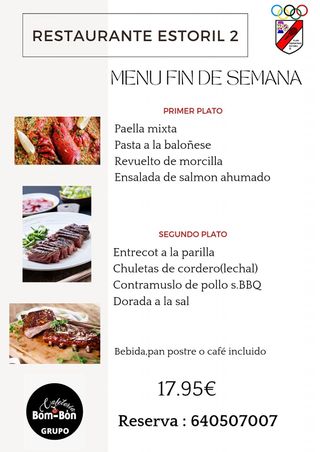 RESTAURANTE ESTORIL 2
MENU FIN DE SEMANA
PRIMER PLATO
Paella mixta
Pasta a la baloñese
Revuelto de morcilla
Ensalada de salmon ahumado
SEGUNDO PLATO
Entrecot a la parilla
Chuletas de cordero(lechal)
Contramuslo de pollo s.BBQ
Dorada a la sal
Bebida,pan postre o café incluido
17.95€
Reserva : 640507007
Cafeteria
Bom-Bón
GRUPO